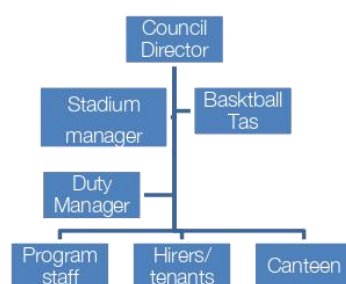 Council
Director
Stadium
manager
Basktball
Tas
Duty
Manager
Program
staff
Hirers/
tenants
Canteen